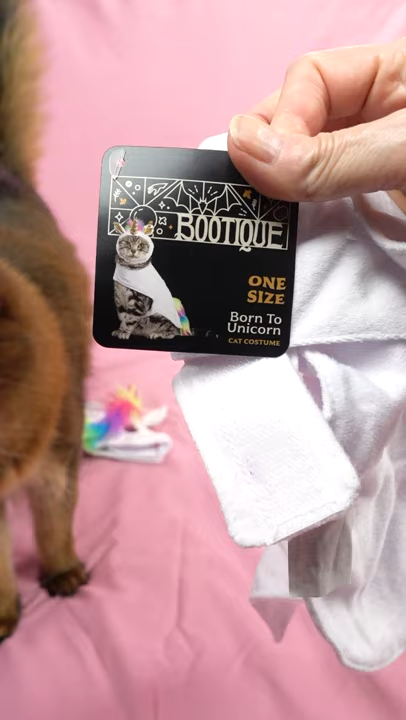 BOOTIQUE
ONE
SIZE
Born To
Unicorn
CAT COSTUME